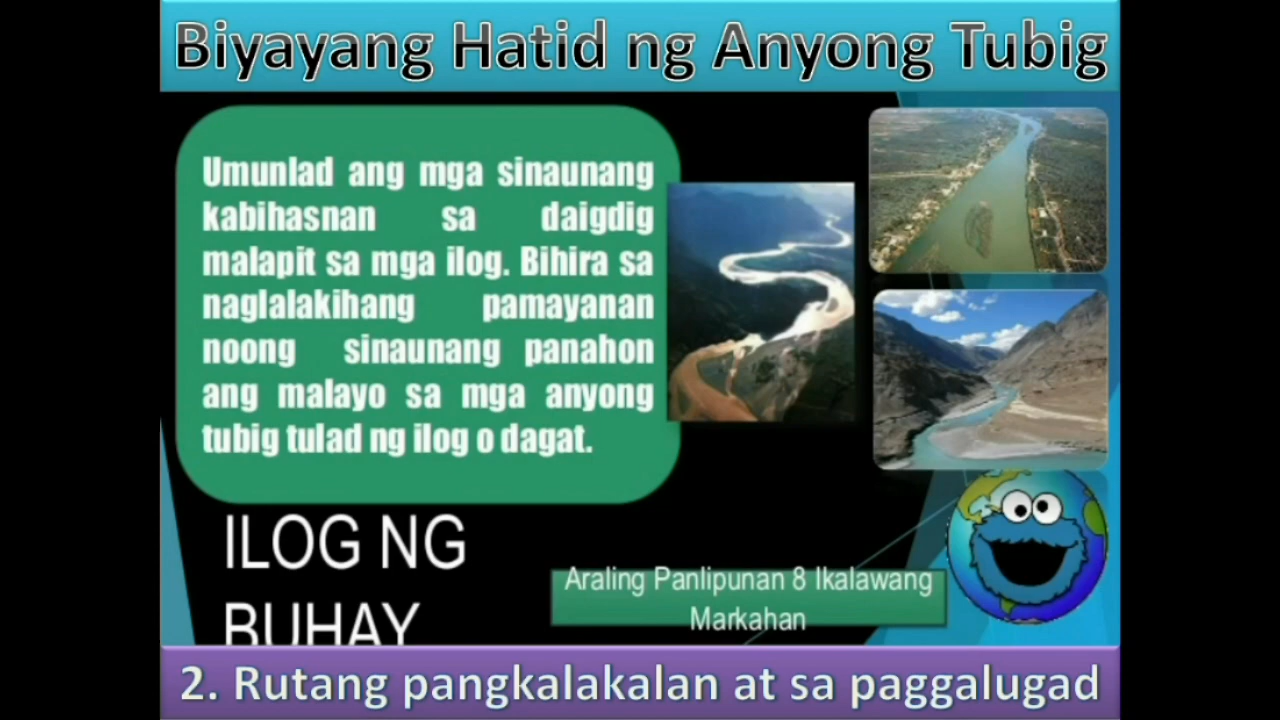 Biyayang Hatid ng Anyong Tubig
Umunlad ang mga sinaunang
kabihasnan sa daigdig
malapit sa mga ilog. Bihira sa
naglalakihang pamayanan
noong sinaunang panahon
ang malayo sa mga anyong
tubig tulad ng ilog o dagat.
ILOG NG
BUHAY
Araling Panlipunan 8 Ikalawang
Markahan
2. Rutang pangkalakalan at sa paggalugad